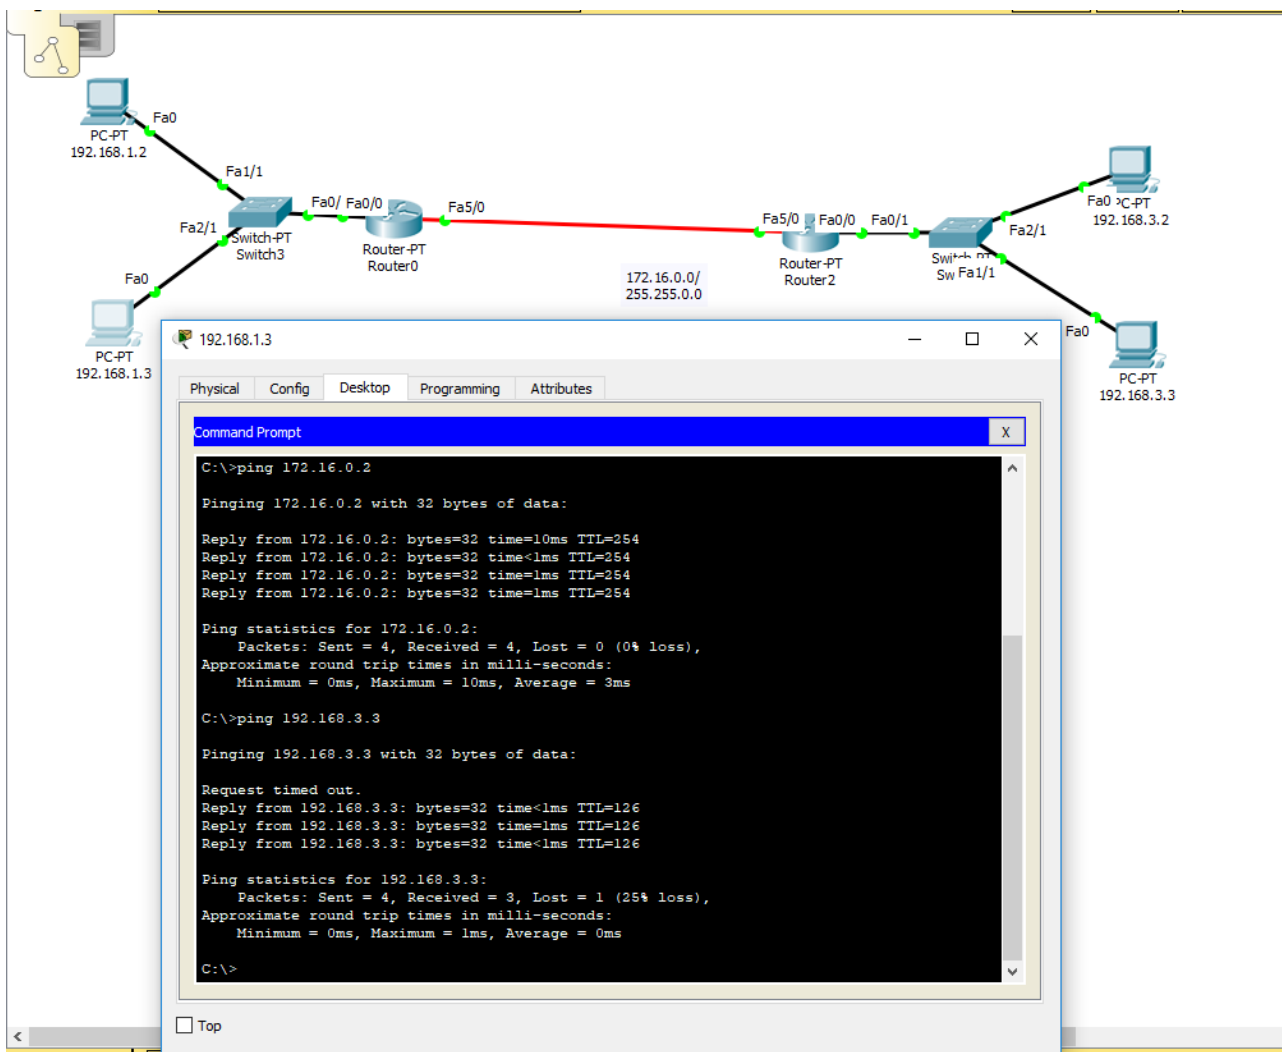 Fa0
PC-PT
192.168.1.2
Fa1/1
Fa2/1
Switch-PT
Switch3
Fa0/
Fa0/0
Router-PT
Router0
Fa5/0
Fa0
PC-PT
192.168.1.3
172.16.0.0/
255.255.0.0
Fa5/0
Fa0/0
Fa0/1
Router-PT
Router2
Sw
Fa1/1
Fa2/1
Fa0
PC-PT
192.168.3.2
Fa0
PC-PT
192.168.3.3
192.168.1.3
Physical Config Desktop Programming Attributes
Command Prompt X
C:\>ping 172.16.0.2
Pinging 172.16.0.2 with 32 bytes of data:
Reply from 172.16.0.2: bytes=32 time=10ms TTL=254
Reply from 172.16.0.2: bytes=32 time<1ms TTL=254
Reply from 172.16.0.2: bytes=32 time=1ms TTL=254
Reply from 172.16.0.2: bytes=32 time=1ms TTL=254
Ping statistics for 172.16.0.2:
Packets: Sent = 4, Received = 4, Lost = 0 (0% loss),
Approximate round trip times in milli-seconds:
Minimum = 0ms, Maximum = 10ms, Average = 3ms
C:\>ping 192.168.3.3
Pinging 192.168.3.3 with 32 bytes of data:
Request timed out.
Reply from 192.168.3.3: bytes=32 time<1ms TTL=126
Reply from 192.168.3.3: bytes=32 time=1ms TTL=126
Reply from 192.168.3.3: bytes=32 time<1ms TTL=126
Ping statistics for 192.168.3.3:
Packets: Sent = 4, Received = 3, Lost = 1 (25% loss),
Approximate round trip times in milli-seconds:
Minimum = 0ms, Maximum = 1ms, Average = 0ms
C:\>
Top